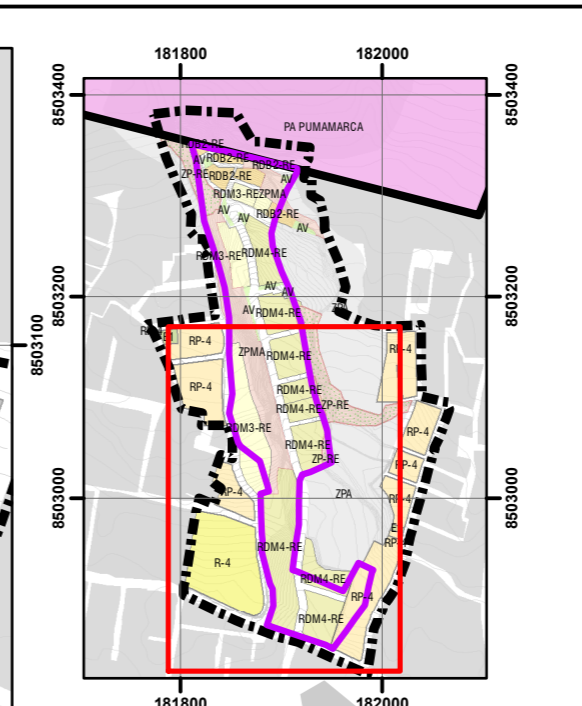 181800 182000
8503400 8503400
PA PUMAMARCA
RDB2-RE
AV RDB2-RE
RDB2-RE
ZP-RE RDB2-RE AV
RDM3-RE ZPMA
AV AV RDB2-RE
AV
RDM3-RE RDM4-RE
8503200 8503200
AV AV
AV RDM4-RE
8503100
RP-4 RP-4
ZPMA RDM4-RE
RP-4 RDM4-RE
RDM4-RE ZP-RE
RDM3-RE RP-4
RDM4-RE
ZP-RE RP-4
8503000 ZPA RP-4 8503000
RP-4
RDM4-RE
R-4 RDM4-RE
RP-4
RDM4-RE
181800 182000